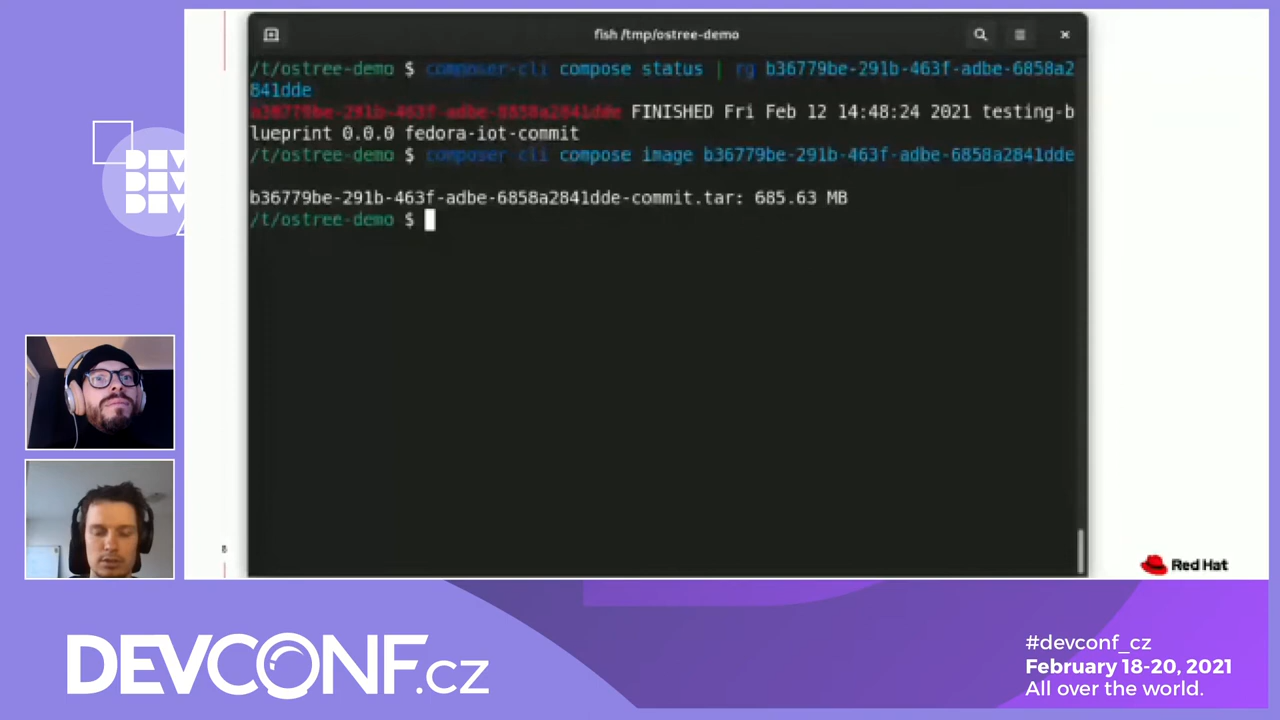 fish /tmp/ostree-demo
/t/ostree-demo $ composer-cli compose status | rg b36779be-291b-463f-adbe-6858a2
841dde
b36779be-291b-463f-adbe-6858a2841dde FINISHED Fri Feb 12 14:48:24 2021 testing-b
lueprint 0.0.0 fedora-iot-commit
/t/ostree-demo $ composer-cli compose image b36779be-291b-463f-adbe-6858a2841dde
b36779be-291b-463f-adbe-6858a2841dde-commit.tar: 685.63 MB
/t/ostree-demo $
DEV
DEV
DEV
Red Hat
DEVCONF.cz
#devconf_cz
February 18-20, 2021
All over the world.